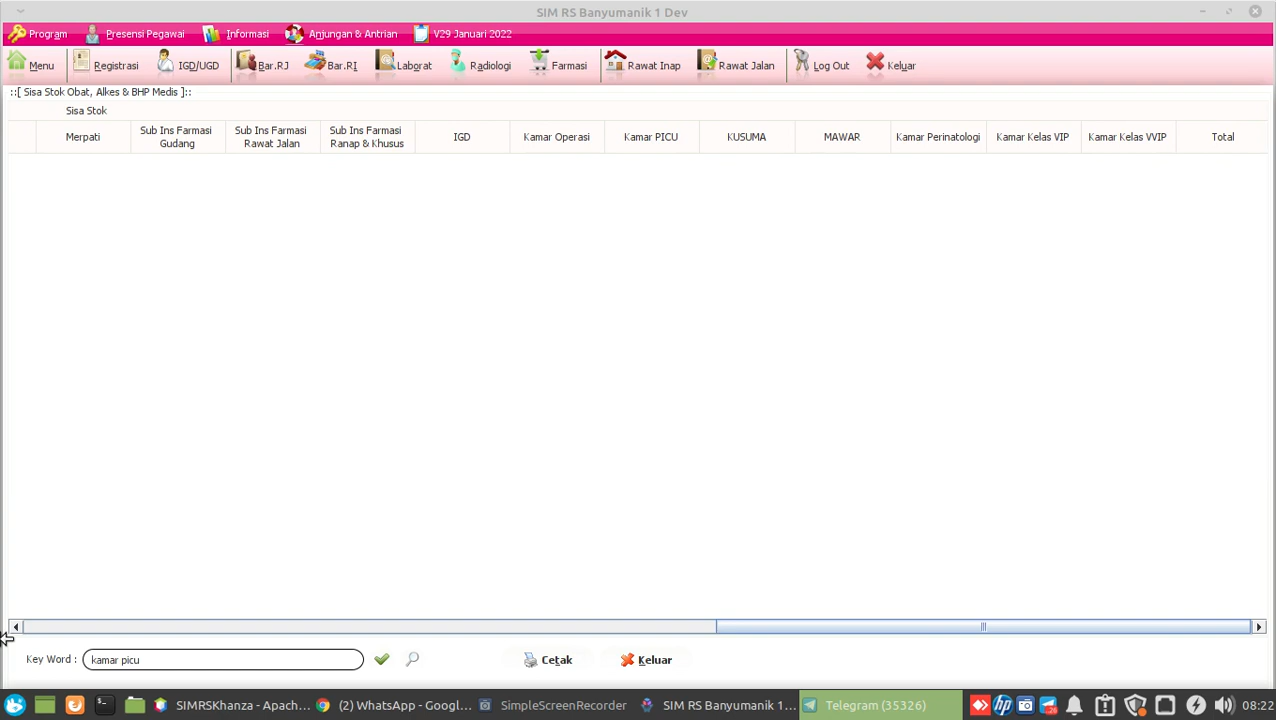 SIM RS Banyumanik 1 Dev
Program Presensi Pegawai Informasi Anjungan & Antrian V29 Januari 2022
Menu Registrasi IGD/UGD Bar.RJ Bar.R1 Laborat Radiologi Farmasi Rawat Inap Rawat Jalan Log Out Keluar
::[ Sisa Stok Obat, Alkes & BHP Medis ]::
Sisa Stok
Merpati Sub Ins Farmasi Gudang Sub Ins Farmasi Rawat Jalan Sub Ins Farmasi Ranap & Khusus IGD Kamar Operasi Kamar PICU KUSUMA MAWAR Kamar Perinatologi Kamar Kelas VIP Kamar Kelas VVIP Total
Key Word : kamar picu Cetak Keluar
SIMRSKhanza - Apach... (2) WhatsApp - Googl... SimpleScreenRecorder SIM RS Banyumanik 1... Telegram (35326) 08:22